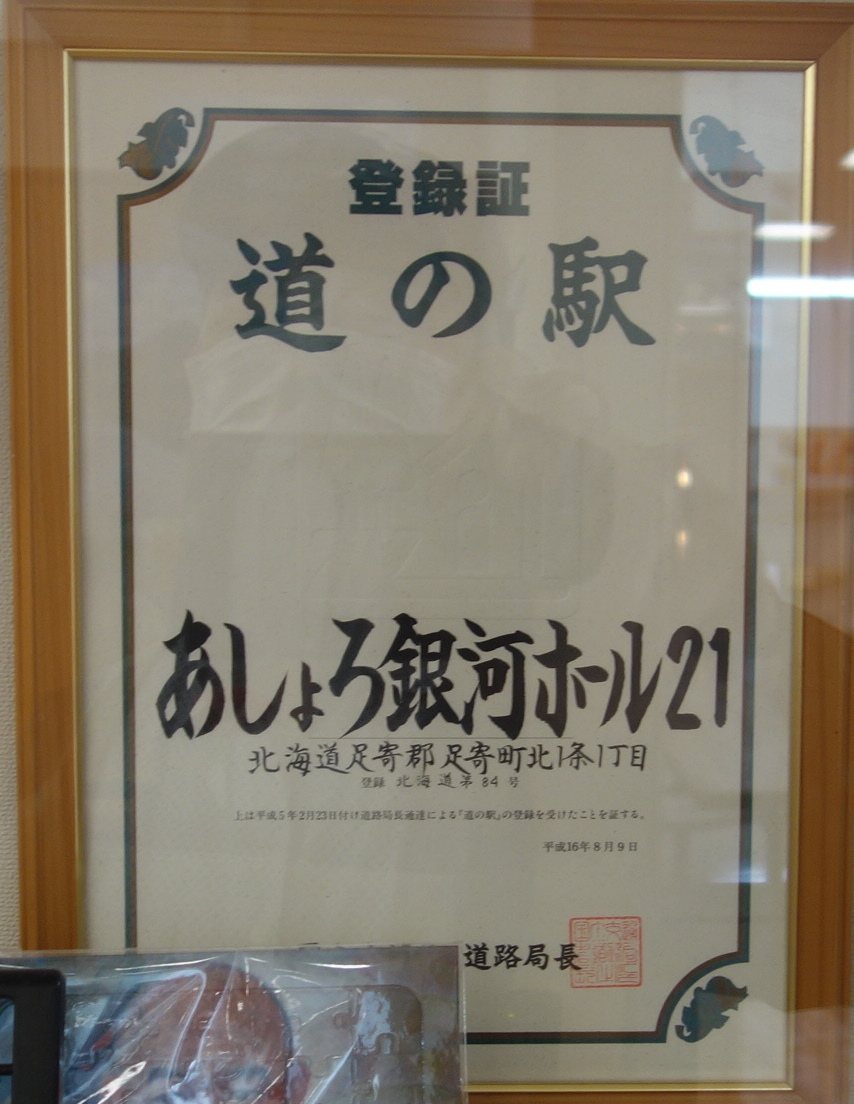 登録証
道の駅
あしょろ銀河ホール21
北海道足寄郡足寄町北1条1丁目
登録 北海道第84号
上は平成5年2月23日付け道路局長通達による「道の駅」の登録を受けたことを証する。
平成16年8月9日
道路局長